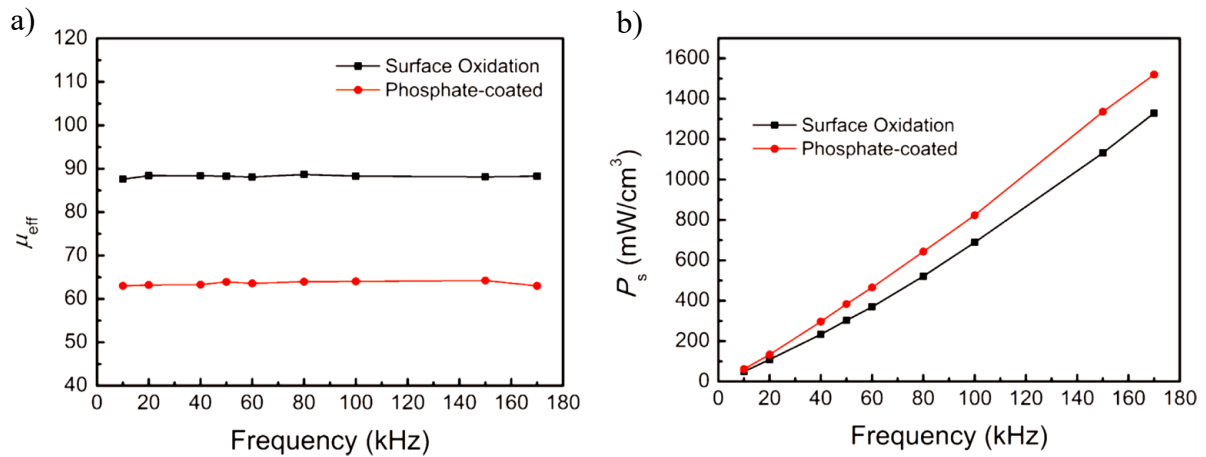 a)
120
110
100
90
80
70
60
50
40
μeff
Surface Oxidation
Phosphate-coated
0 20 40 60 80 100 120 140 160 180
Frequency (kHz)
b)
1600
1400
1200
1000
800
600
400
200
0
Ps (mW/cm³)
Surface Oxidation
Phosphate-coated
0 20 40 60 80 100 120 140 160 180
Frequency (kHz)